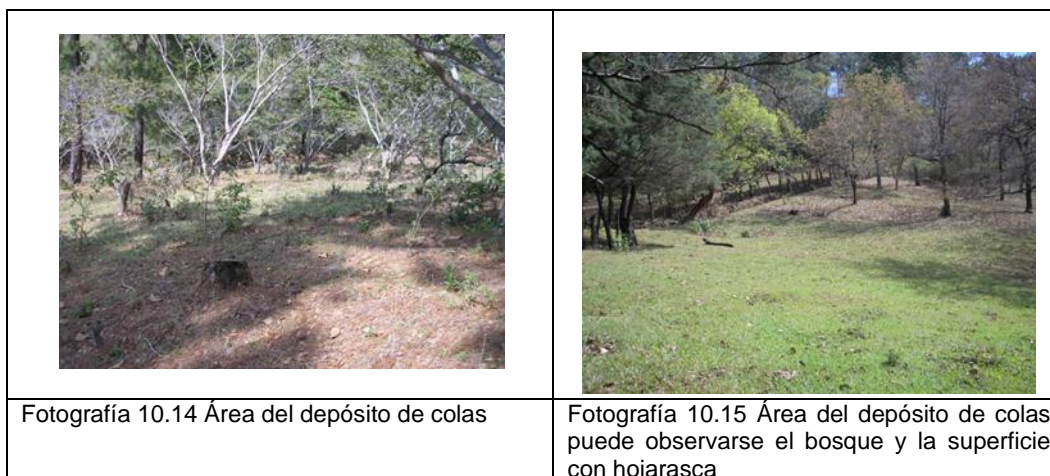 Fotografía 10.14 Área del depósito de colas
Fotografía 10.15 Área del depósito de colas
puede observarse el bosque y la superficie
con hojarasca